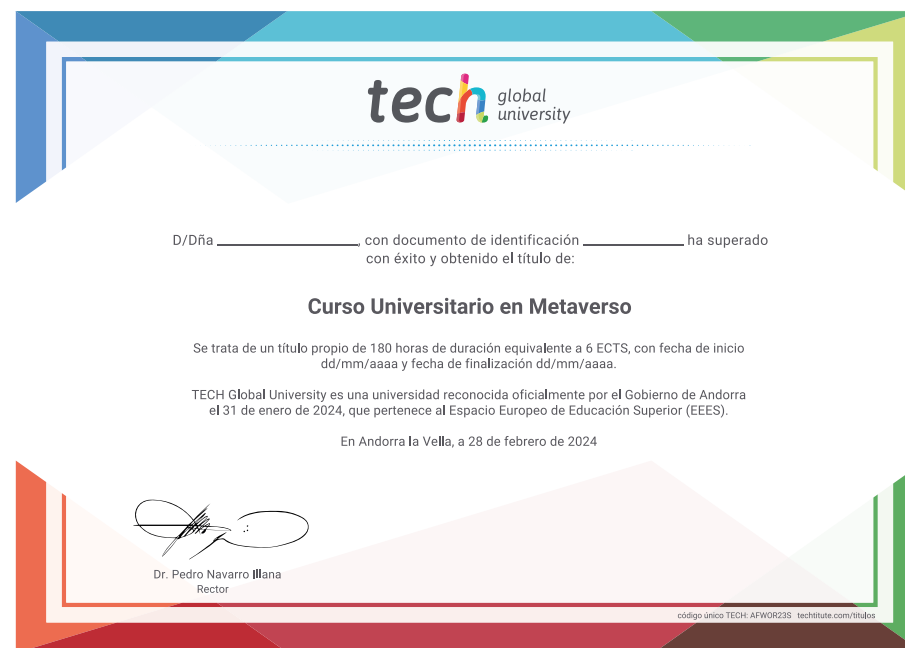 tech global
university
D/Dña ____________, con documento de identificación ____________ ha superado
con éxito y obtenido el título de:
Curso Universitario en Metaverso
Se trata de un título propio de 180 horas de duración equivalente a 6 ECTS, con fecha de inicio
dd/mm/aaaa y fecha de finalización dd/mm/aaaa.
TECH Global University es una universidad reconocida oficialmente por el Gobierno de Andorra
el 31 de enero de 2024, que pertenece al Espacio Europeo de Educación Superior (EEES).
En Andorra la Vella, a 28 de febrero de 2024
Dr. Pedro Navarro Illana
Rector
código único TECH: AFWOR23S techtitute.com/titulos